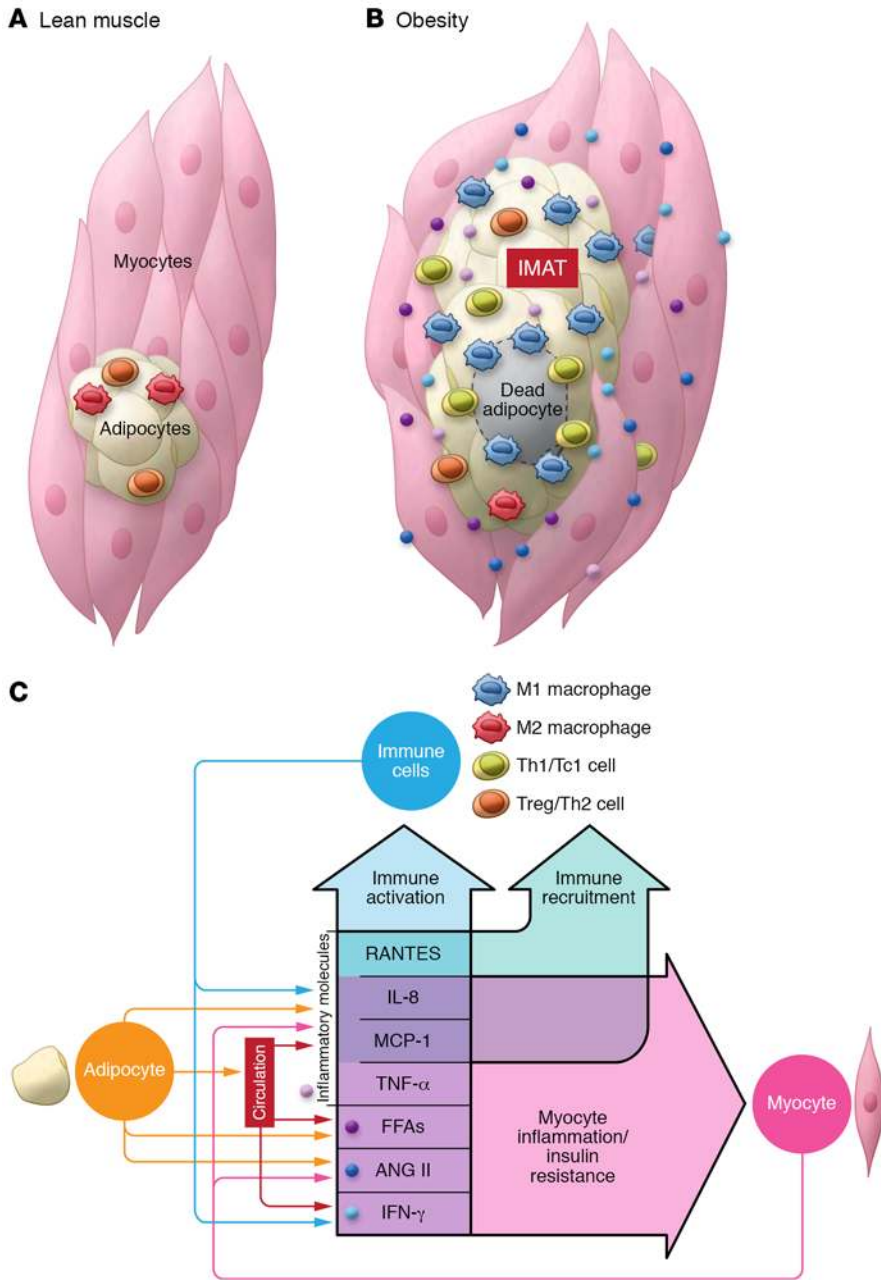 A Lean muscle
B Obesity
Myocytes
Adipocytes
IMAT
Dead
adipocyte
C
M1 macrophage
M2 macrophage
Th1/Tc1 cell
Treg/Th2 cell
Immune
cells
Immune
activation
Immune
recruitment
Inflammatory molecules
RANTES
IL-8
MCP-1
TNF-α
FFAs
ANG II
IFN-γ
Adipocyte
Circulation
Myocyte
inflammation/
insulin
resistance
Myocyte